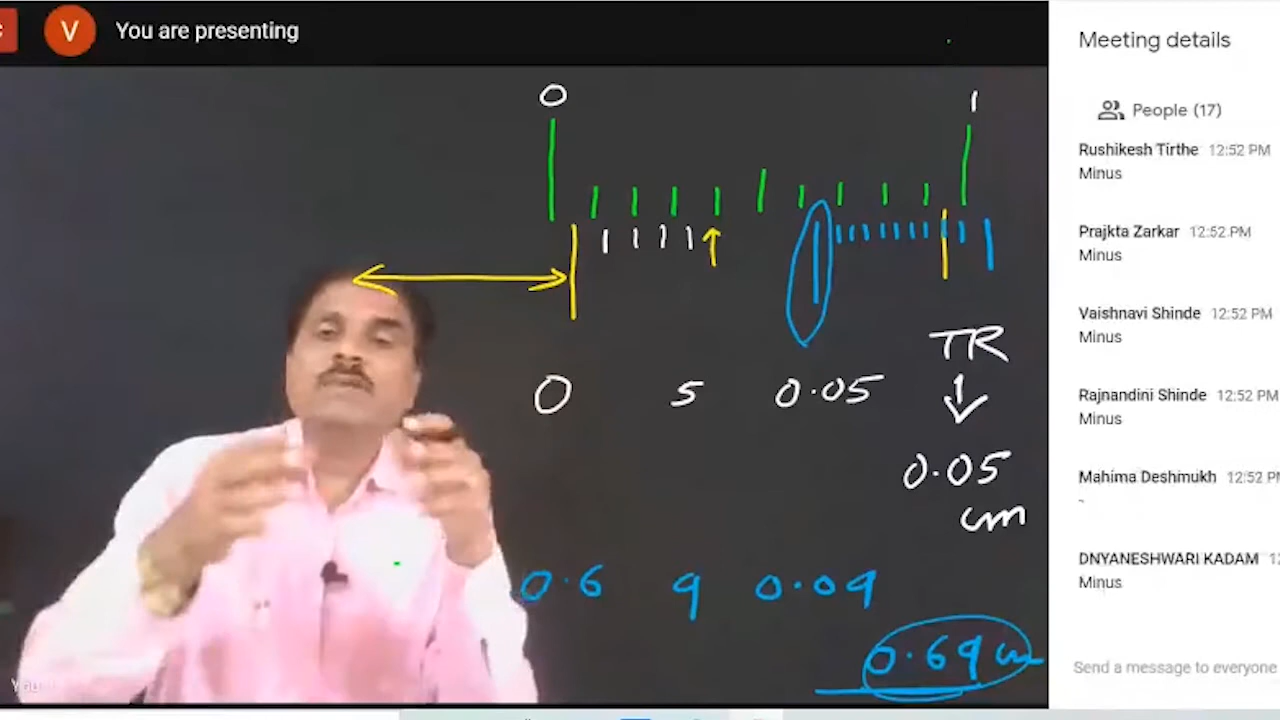 V
You are presenting
Meeting details
People (17)
Rushikesh Tirthe 12:52 PM
Minus
Prajkta Zarkar 12:52 PM
Minus
Vaishnavi Shinde 12:52 PM
Minus
Rajnandini Shinde 12:52 PM
Minus
Mahima Deshmukh 12:52 PM
-
DNYANESHWARI KADAM
Minus
Send a message to everyone
0 1
TR
0 5 0.05
0.05
cm
0.6 9 0.09
0.69 cm